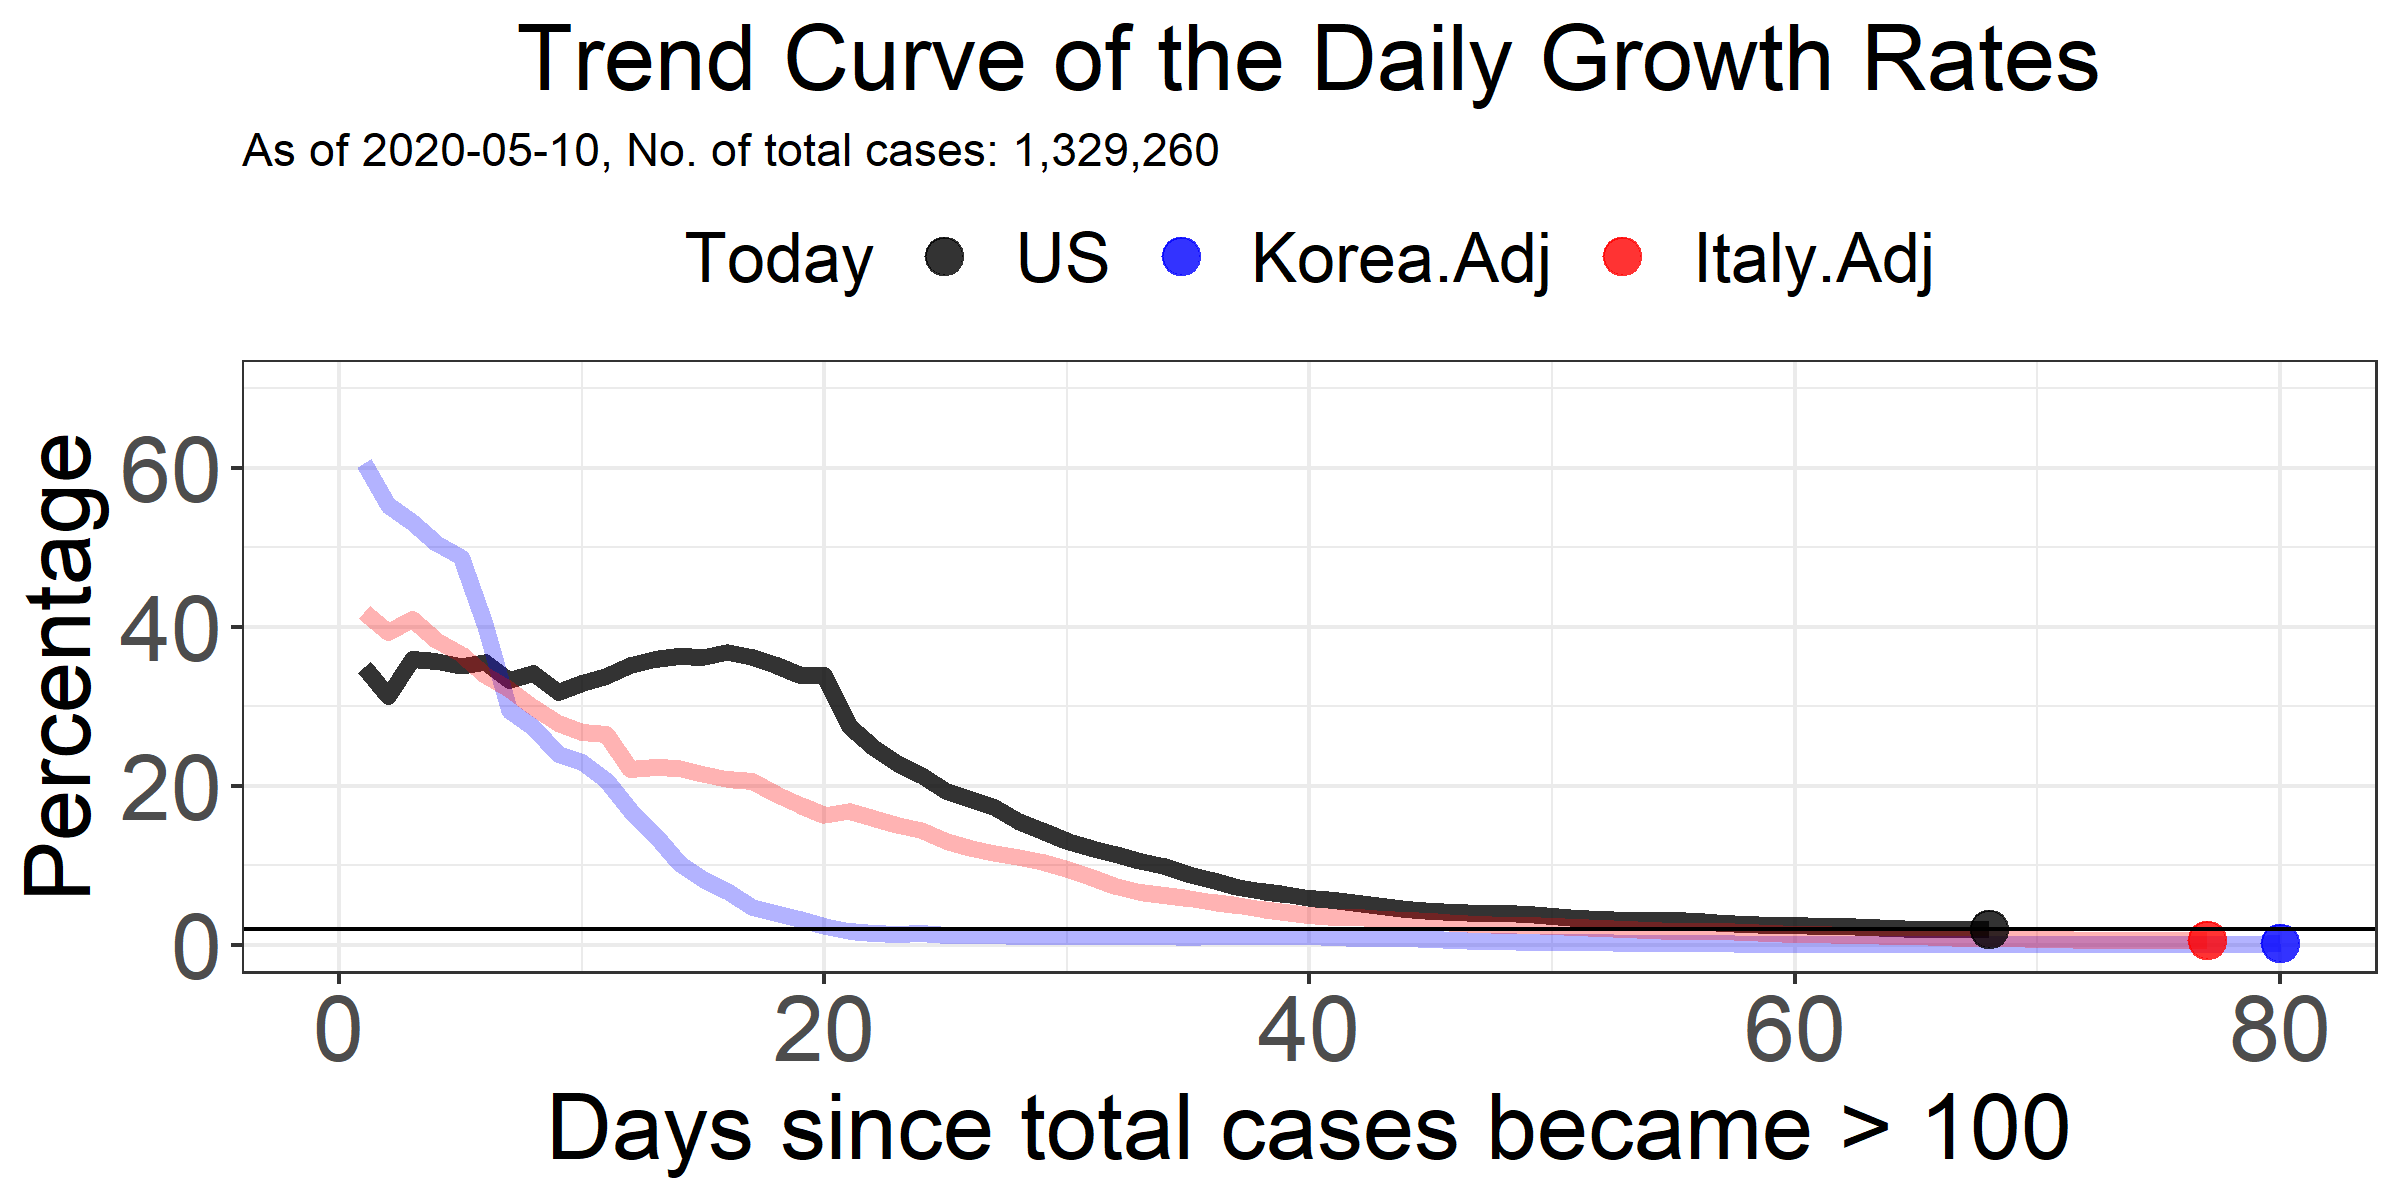 Trend Curve of the Daily Growth Rates
As of 2020-05-10, No. of total cases: 1,329,260
Today US Korea.Adj Italy.Adj
Percentage
60
40
20
0
0 20 40 60 80
Days since total cases became > 100